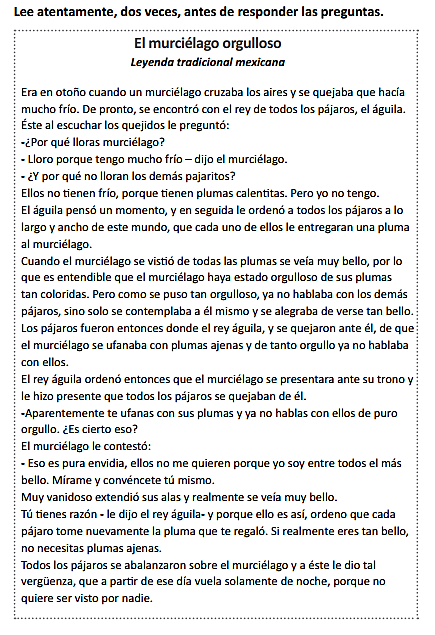 Lee atentamente, dos veces, antes de responder las preguntas.
El murciélago orgulloso
Leyenda tradicional mexicana
Era en otoño cuando un murciélago cruzaba los aires y se quejaba que hacía
mucho frío. De pronto, se encontró con el rey de todos los pájaros, el águila.
Éste al escuchar los quejidos le preguntó:
-¿Por qué lloras murciélago?
- Lloro porque tengo mucho frío – dijo el murciélago.
- ¿Y por qué no lloran los demás pajaritos?
Ellos no tienen frío, porque tienen plumas calentitas. Pero yo no tengo.
El águila pensó un momento, y en seguida le ordenó a todos los pájaros a lo
largo y ancho de este mundo, que cada uno de ellos le entregaran una pluma
al murciélago.
Cuando el murciélago se vistió de todas las plumas se veía muy bello, por lo
que es entendible que el murciélago haya estado orgulloso de sus plumas
tan coloridas. Pero como se puso tan orgulloso, ya no hablaba con los demás
pájaros, sino solo se contemplaba a él mismo y se alegraba de verse tan bello.
Los pájaros fueron entonces donde el rey águila, y se quejaron ante él, de que
el murciélago se ufanaba con plumas ajenas y de tanto orgullo ya no hablaba
con ellos.
El rey águila ordenó entonces que el murciélago se presentara ante su trono y
le hizo presente que todos los pájaros se quejaban de él.
-Aparentemente te ufanas con sus plumas y ya no hablas con ellos de puro
orgullo. ¿Es cierto eso?
El murciélago le contestó:
- Eso es pura envidia, ellos no me quieren porque yo soy entre todos el más
bello. Mírame y convéncete tú mismo.
Muy vanidoso extendió sus alas y realmente se veía muy bello.
Tú tienes razón - le dijo el rey águila- y porque ello es así, ordeno que cada
pájaro tome nuevamente la pluma que te regaló. Si realmente eres tan bello,
no necesitas plumas ajenas.
Todos los pájaros se abalanzaron sobre el murciélago y a éste le dio tal
vergüenza, que a partir de ese día vuela solamente de noche, porque no
quiere ser visto por nadie.